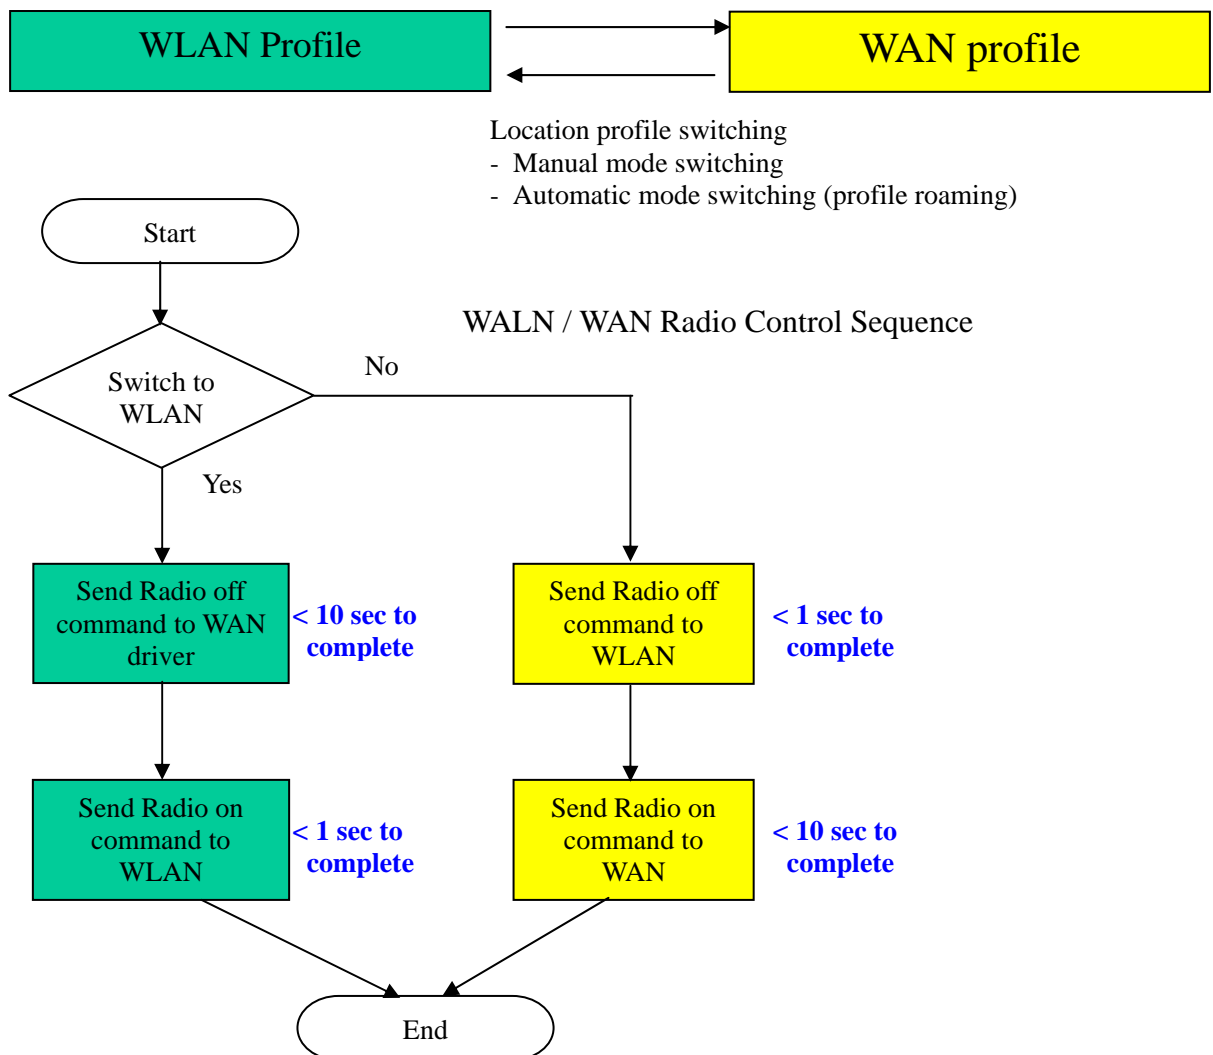 WLAN Profile
WAN profile
Location profile switching
- Manual mode switching
- Automatic mode switching (profile roaming)
Start
WALN / WAN Radio Control Sequence
Switch to
WLAN
No
Yes
Send Radio off
command to WAN
driver
< 10 sec to
complete
Send Radio off
command to
WLAN
< 1 sec to
complete
Send Radio on
command to
WLAN
< 1 sec to
complete
Send Radio on
command to
WAN
< 10 sec to
complete
End